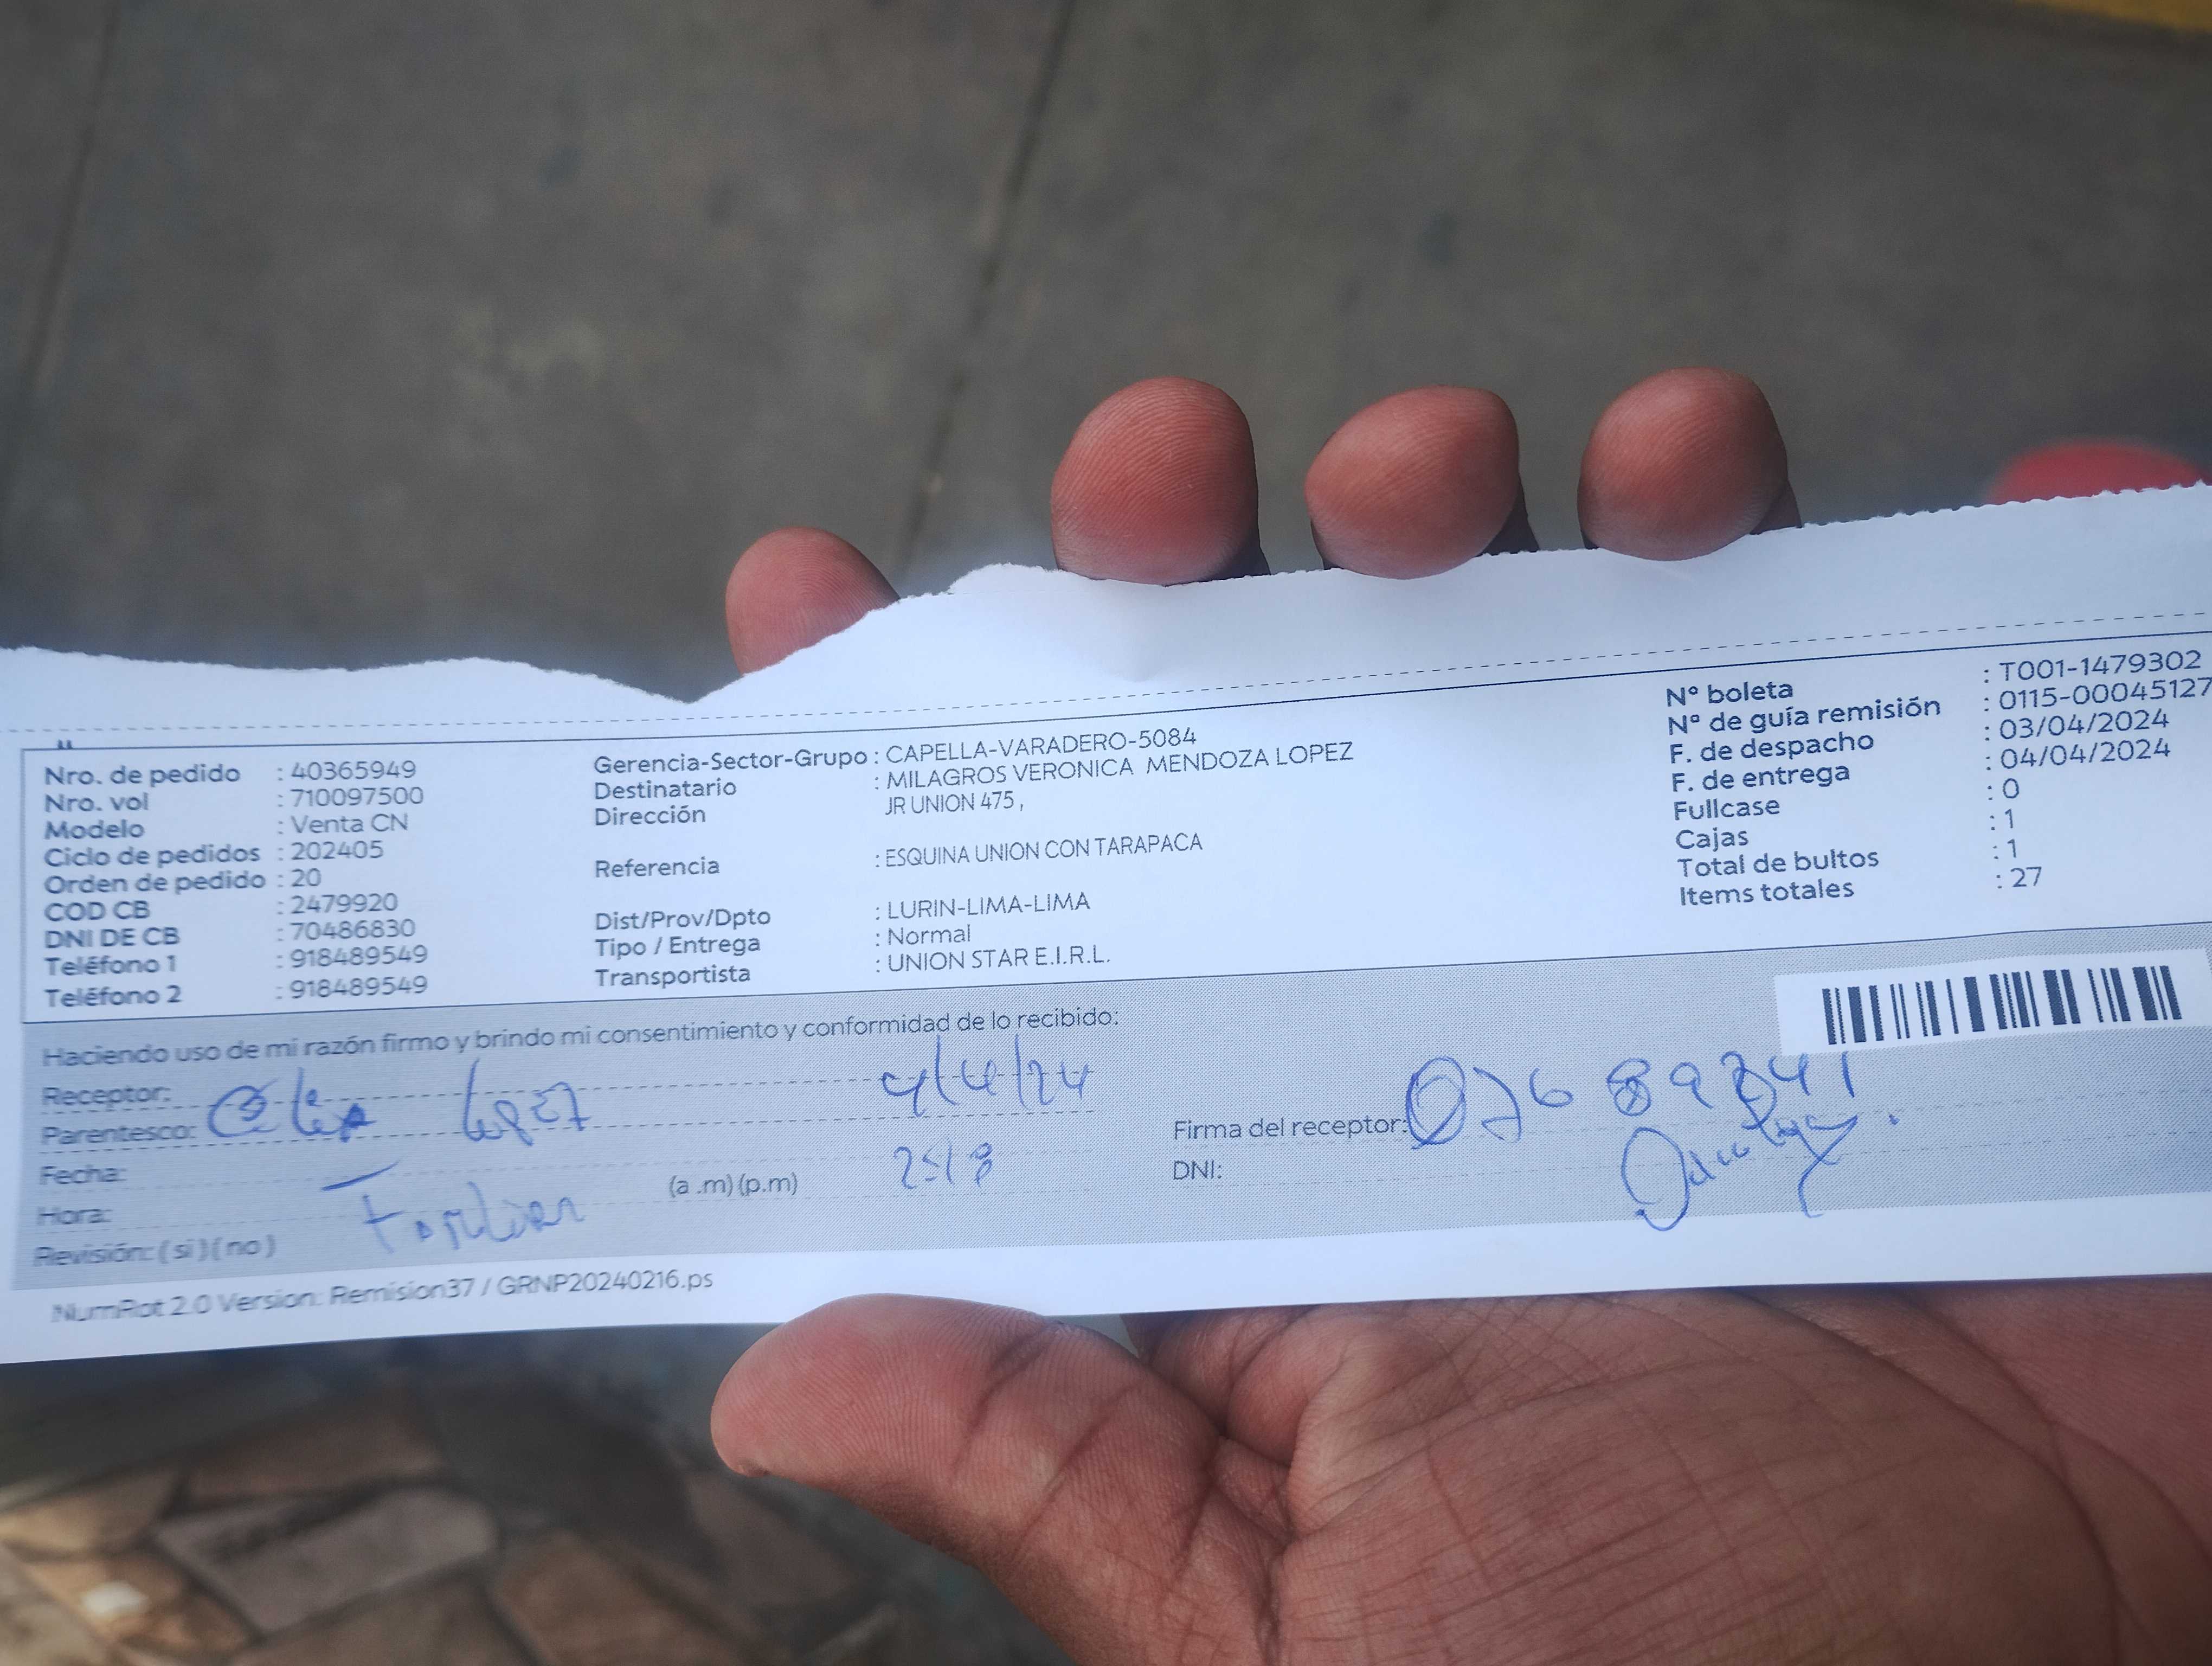 Nro. de pedido : 40365949
Nro. vol : 710097500
Modelo : Venta CN
Ciclo de pedidos : 202405
Orden de pedido : 20
COD CB : 2479920
DNI DE CB : 70486830
Teléfono 1 : 918489549
Teléfono 2 : 918489549
Gerencia-Sector-Grupo : CAPELLA-VARADERO-5084
Destinatario : MILAGROS VERONICA MENDOZA LOPEZ
Dirección JR UNION 475 ,
Referencia : ESQUINA UNION CON TARAPACA
Dist/Prov/Dpto : LURIN-LIMA-LIMA
Tipo / Entrega : Normal
Transportista : UNION STAR E.I.R.L.
N° boleta : T001-1479302
N° de guía remisión : 0115-00045127
F. de despacho : 03/04/2024
F. de entrega : 04/04/2024
Fullcase : 0
Cajas : 1
Total de bultos : 1
Items totales : 27
Haciendo uso de mi razón firmo y brindo mi consentimiento y conformidad de lo recibido:
Receptor:
Parentesco: Lopez
4/4/24
Fecha:
Hora: (a .m) (p.m)
Revisión: ( si ) ( no )
Firma del receptor:
DNI:
NumRot 2.0 Version: Remision37 / GRNP20240216.ps